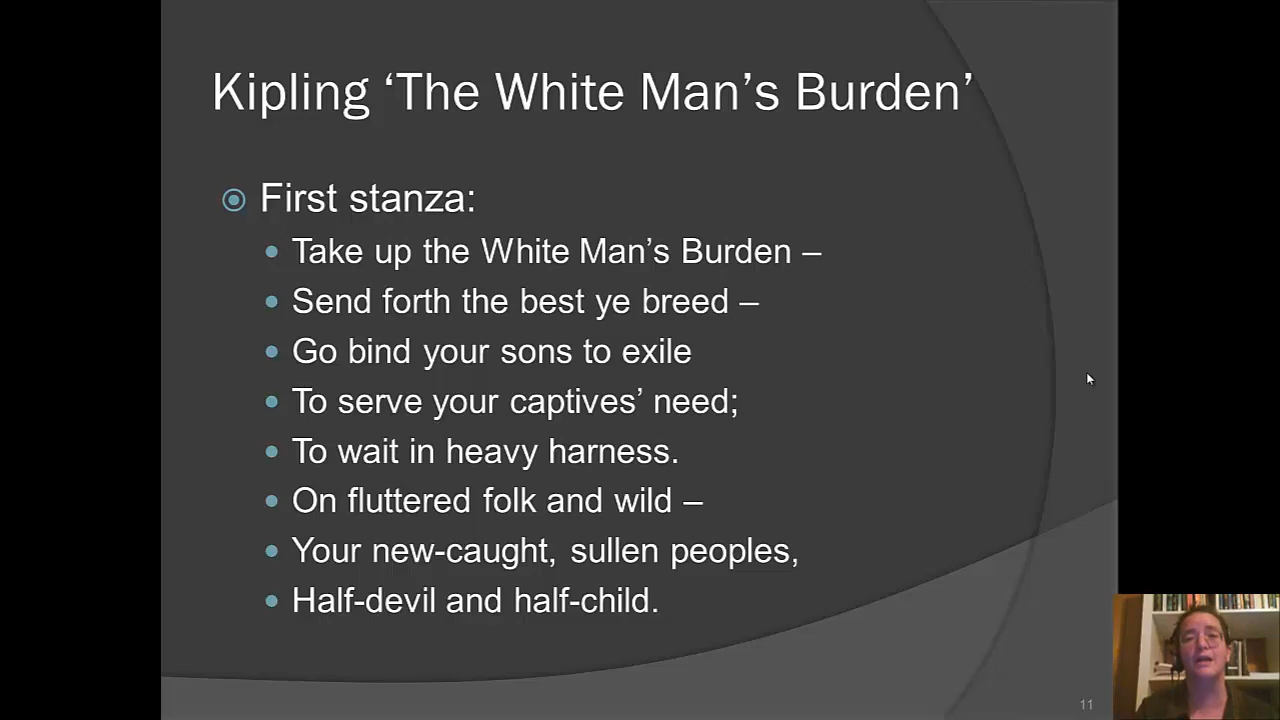 Kipling ‘The White Man’s Burden’
First stanza:
Take up the White Man’s Burden –
Send forth the best ye breed –
Go bind your sons to exile
To serve your captives’ need;
To wait in heavy harness.
On fluttered folk and wild –
Your new-caught, sullen peoples,
Half-devil and half-child.
11